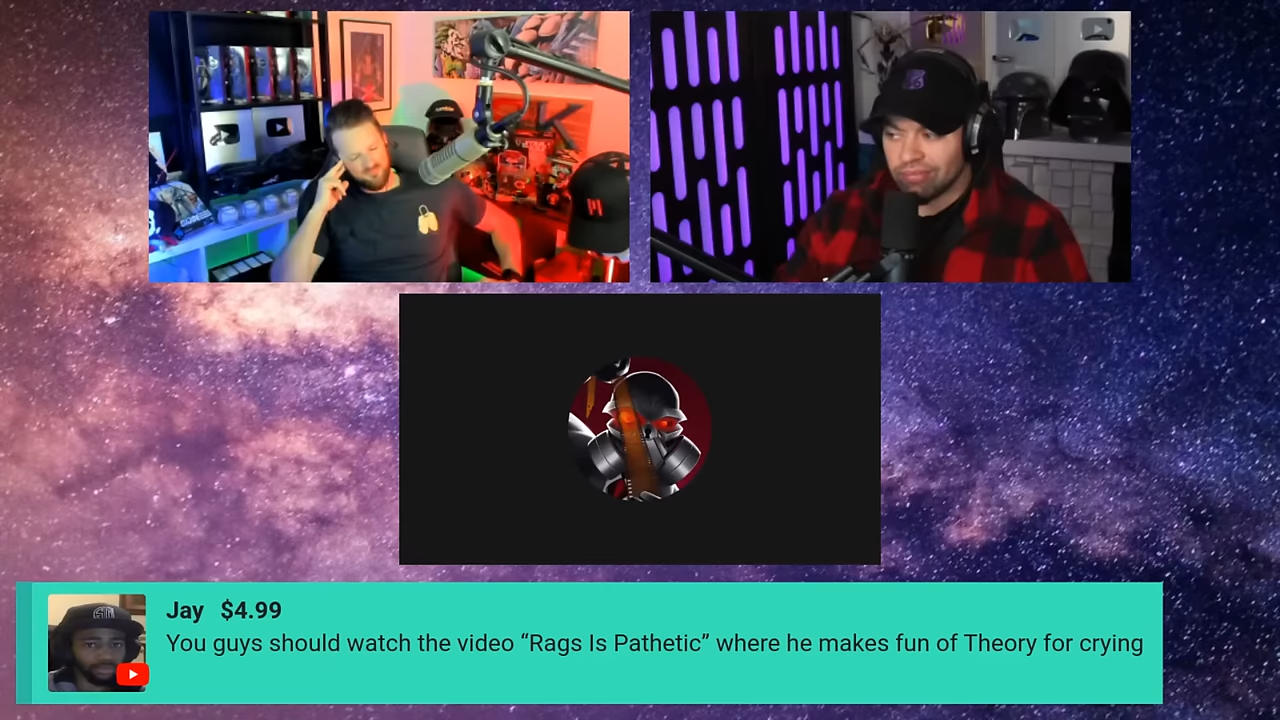 Jay $4.99
You guys should watch the video “Rags Is Pathetic” where he makes fun of Theory for crying